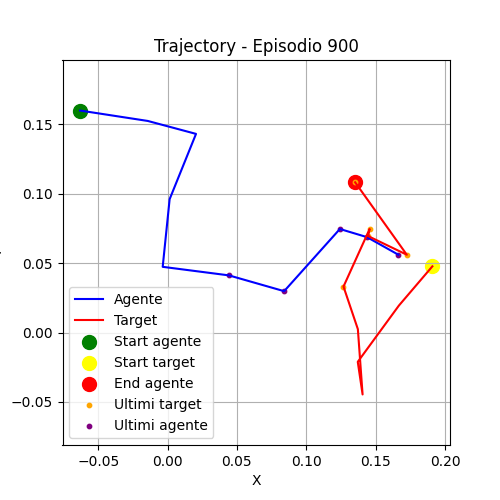 Trajectory - Episodio 900
0.15
0.10
0.05
0.00
−0.05
−0.05
0.00
0.05
0.10
0.15
0.20
X
Agente
Target
Start agente
Start target
End agente
Ultimi target
Ultimi agente